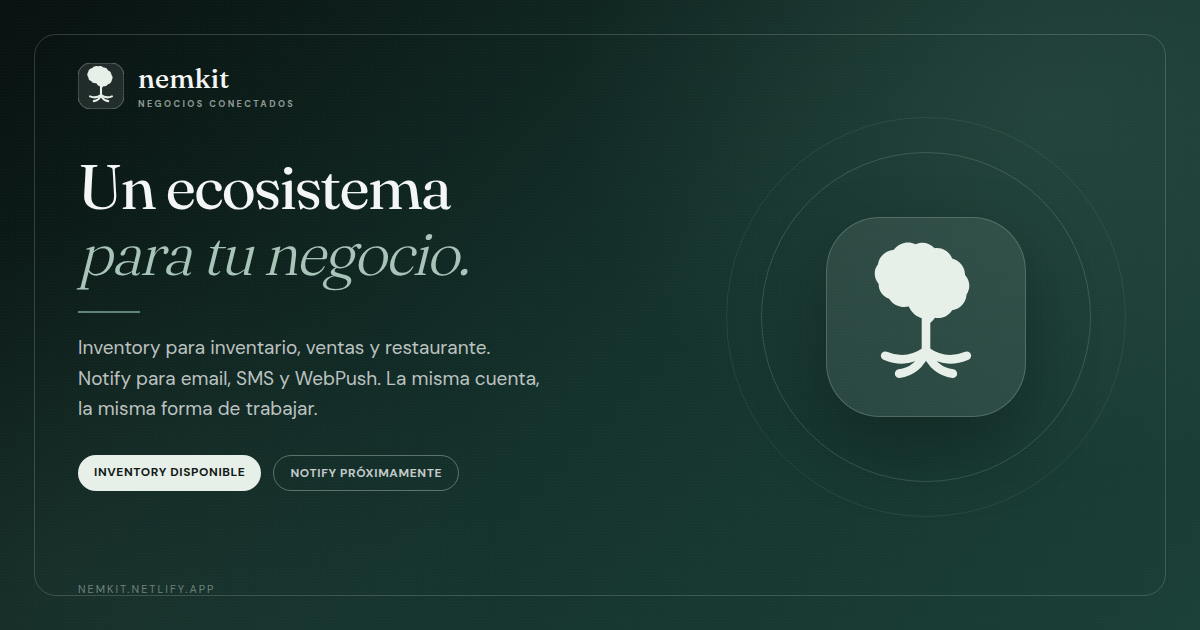 nemkit
NEGOCIOS CONECTADOS
Un ecosistema
para tu negocio.
Inventory para inventario, ventas y restaurante.
Notify para email, SMS y WebPush. La misma cuenta,
la misma forma de trabajar.
INVENTORY DISPONIBLE
NOTIFY PRÓXIMAMENTE
NEMKIT.NETLIFY.APP